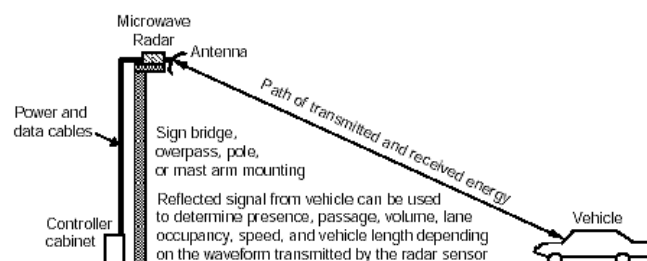 Microwave
Radar
Antenna
Path of transmitted and received energy
Power and
data cables
Sign bridge,
overpass, pole,
or mast arm mounting
Reflected signal from vehicle can be used
to determine presence, passage, volume, lane
occupancy, speed, and vehicle length depending
on the waveform transmitted by the radar sensor
Controller
cabinet
Vehicle